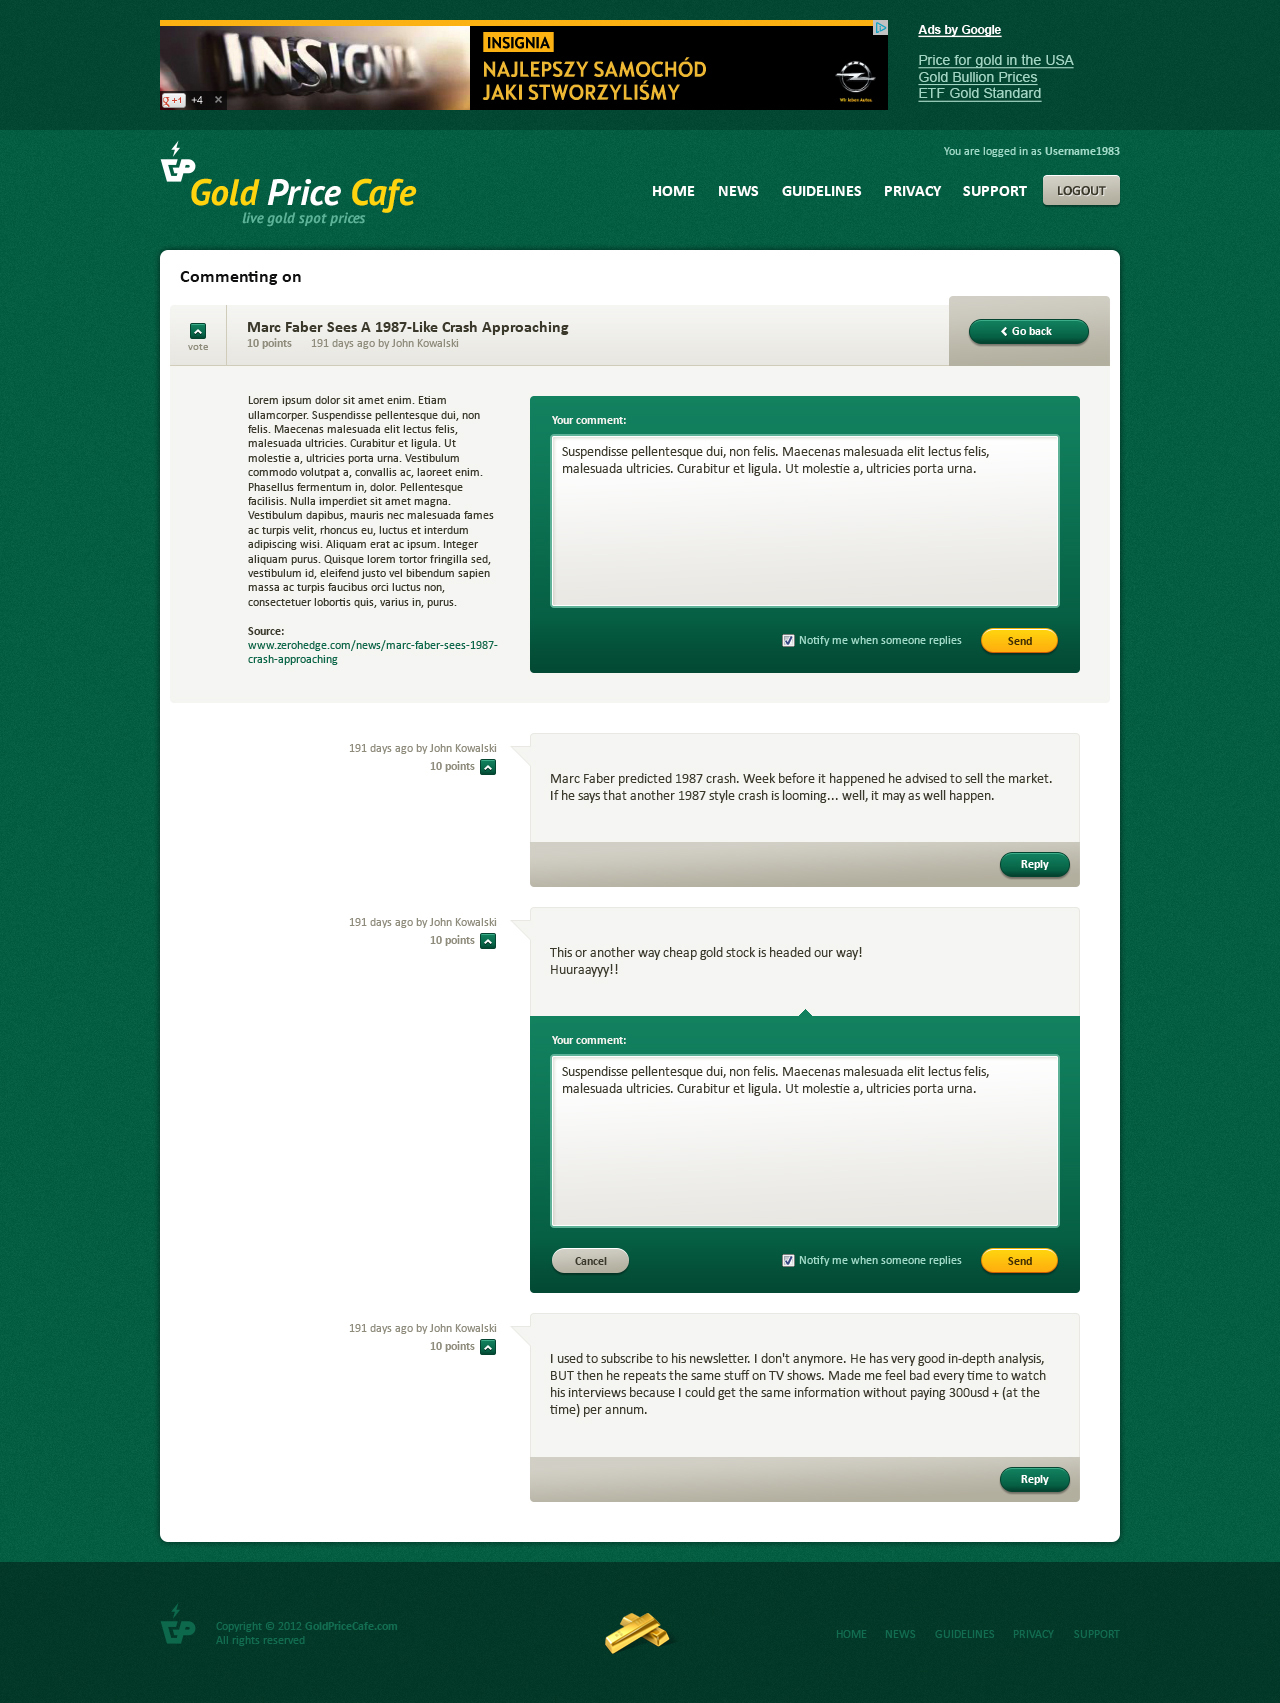 INSIGNIA
INSIGNIA
NAJLEPSZY SAMOCHÓD
JAKI STWORZYLIŚMY
Wir leben Autos.
g +1 +4 ×
Ads by Google
Price for gold in the USA
Gold Bullion Prices
ETF Gold Standard
You are logged in as Username1983
GP
Gold Price Cafe
live gold spot prices
HOME NEWS GUIDELINES PRIVACY SUPPORT LOGOUT
Commenting on
vote
Marc Faber Sees A 1987-Like Crash Approaching
10 points 191 days ago by John Kowalski
Go back
Lorem ipsum dolor sit amet enim. Etiam
ullamcorper. Suspendisse pellentesque dui, non
felis. Maecenas malesuada elit lectus felis,
malesuada ultricies. Curabitur et ligula. Ut
molestie a, ultricies porta urna. Vestibulum
commodo volutpat a, convallis ac, laoreet enim.
Phasellus fermentum in, dolor. Pellentesque
facilisis. Nulla imperdiet sit amet magna.
Vestibulum dapibus, mauris nec malesuada fames
ac turpis velit, rhoncus eu, luctus et interdum
adipiscing wisi. Aliquam erat ac ipsum. Integer
aliquam purus. Quisque lorem tortor fringilla sed,
vestibulum id, eleifend justo vel bibendum sapien
massa ac turpis faucibus orci luctus non,
consectetuer lobortis quis, varius in, purus.
Source:
www.zerohedge.com/news/marc-faber-sees-1987-
crash-approaching
Your comment:
Suspendisse pellentesque dui, non felis. Maecenas malesuada elit lectus felis,
malesuada ultricies. Curabitur et ligula. Ut molestie a, ultricies porta urna.
Notify me when someone replies
Send
191 days ago by John Kowalski
10 points
Marc Faber predicted 1987 crash. Week before it happened he advised to sell the market.
If he says that another 1987 style crash is looming... well, it may as well happen.
Reply
191 days ago by John Kowalski
10 points
This or another way cheap gold stock is headed our way!
Huuraayyy!!
Your comment:
Suspendisse pellentesque dui, non felis. Maecenas malesuada elit lectus felis,
malesuada ultricies. Curabitur et ligula. Ut molestie a, ultricies porta urna.
Cancel
Notify me when someone replies
Send
191 days ago by John Kowalski
10 points
I used to subscribe to his newsletter. I don't anymore. He has very good in-depth analysis,
BUT then he repeats the same stuff on TV shows. Made me feel bad every time to watch
his interviews because I could get the same information without paying 300usd + (at the
time) per annum.
Reply
GP
Copyright © 2012 GoldPriceCafe.com
All rights reserved
HOME NEWS GUIDELINES PRIVACY SUPPORT